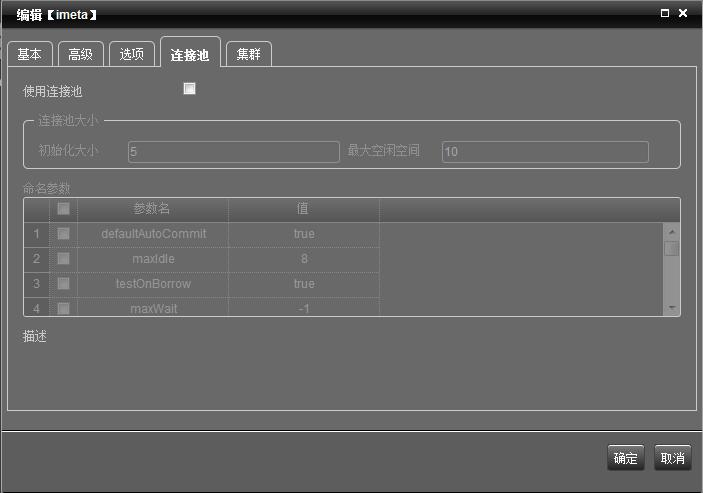 编辑【imeta】
基本 高级 选项 连接池 集群
使用连接池
连接池大小
初始化大小 5 最大空闲空间 10
命名参数
参数名 值
1 defaultAutoCommit true
2 maxIdle 8
3 testOnBorrow true
4 maxWait -1
描述
确定 取消